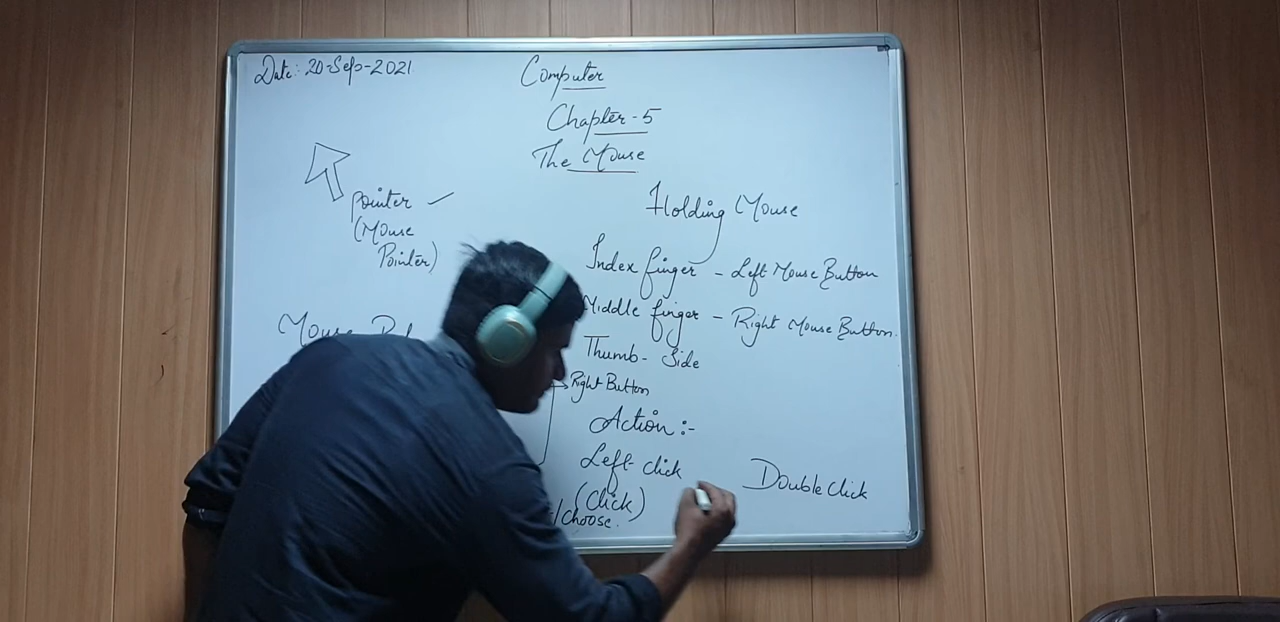 Date: 20-Sep-2021
Computer
Chapter-5
The Mouse
pointer
(Mouse
Pointer)
Mouse
Holding Mouse
Index finger - Left Mouse Button
Middle finger - Right Mouse Button.
Thumb - Side
Right Button
Action :-
Left click
(Click)
/choose.
Double click